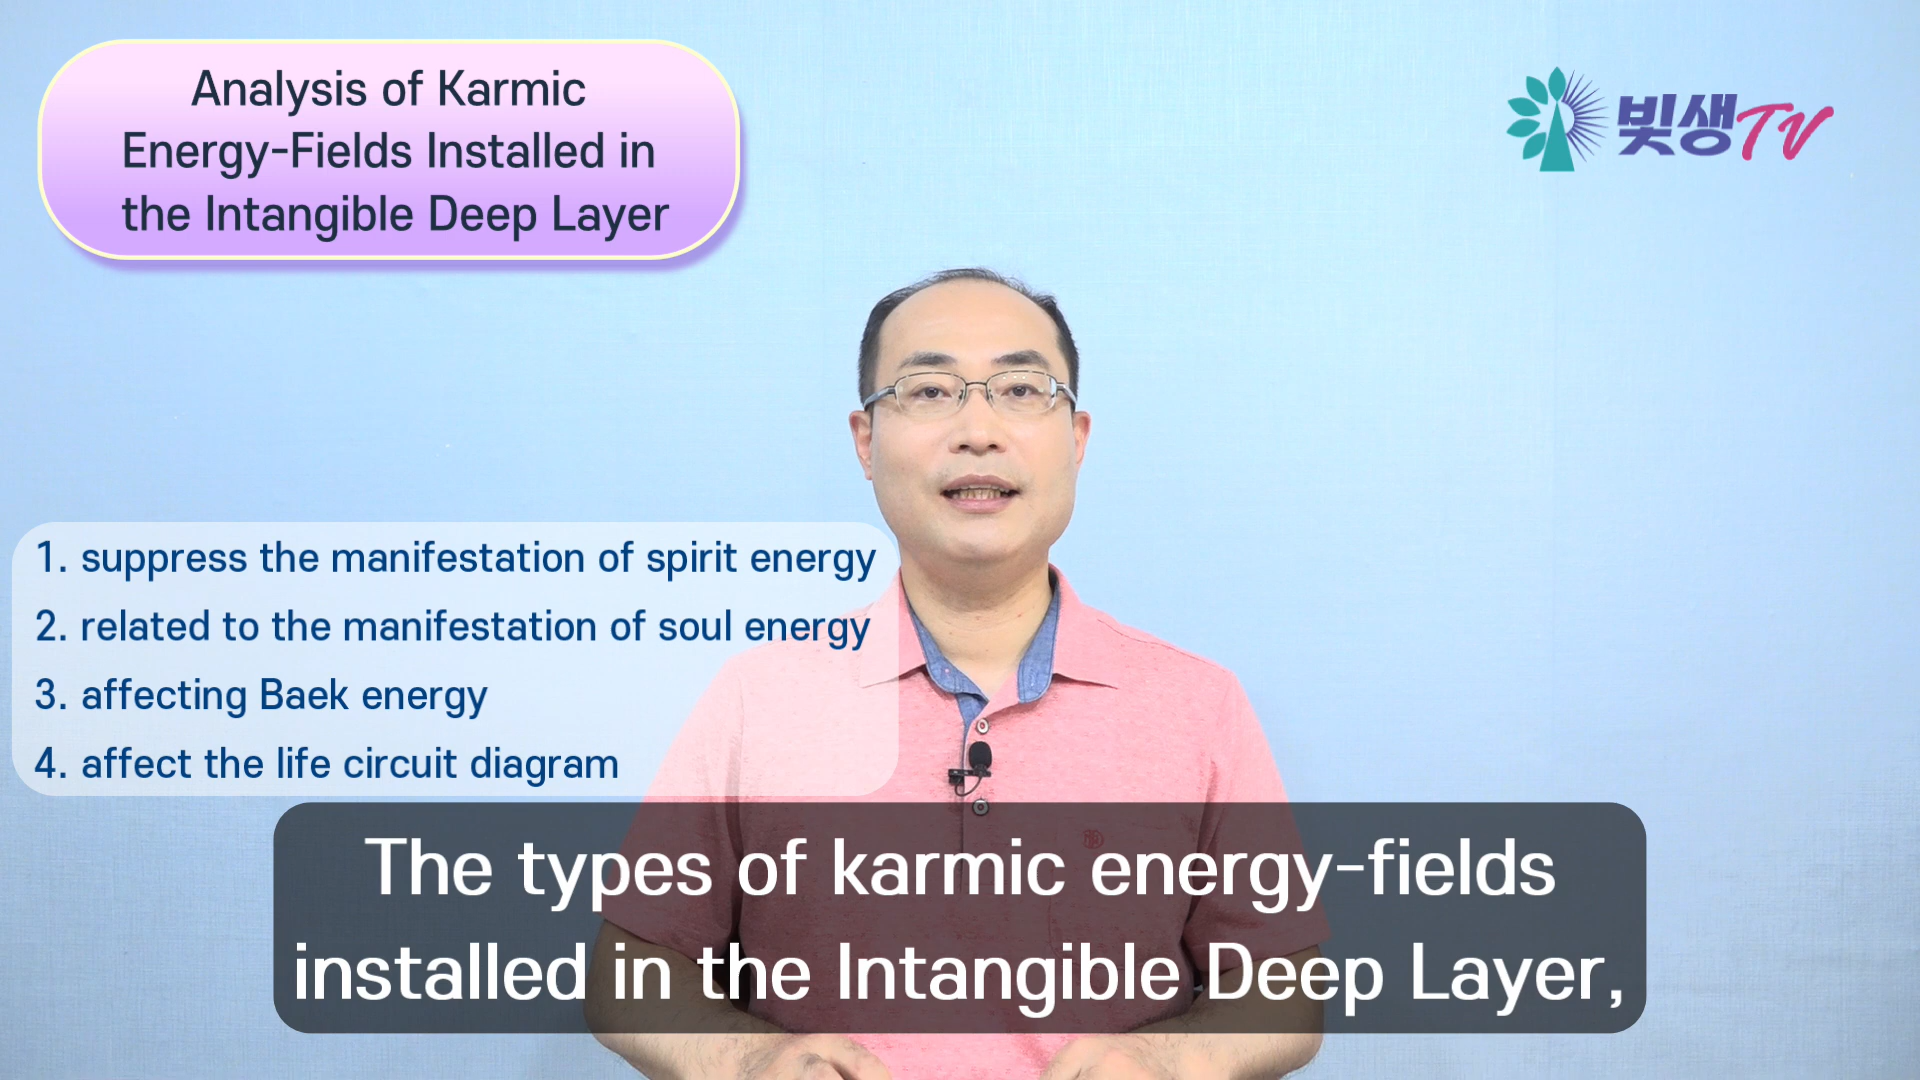 Analysis of Karmic
Energy-Fields Installed in
the Intangible Deep Layer
빛생TV
1. suppress the manifestation of spirit energy
2. related to the manifestation of soul energy
3. affecting Baek energy
4. affect the life circuit diagram
The types of karmic energy-fields
installed in the Intangible Deep Layer,